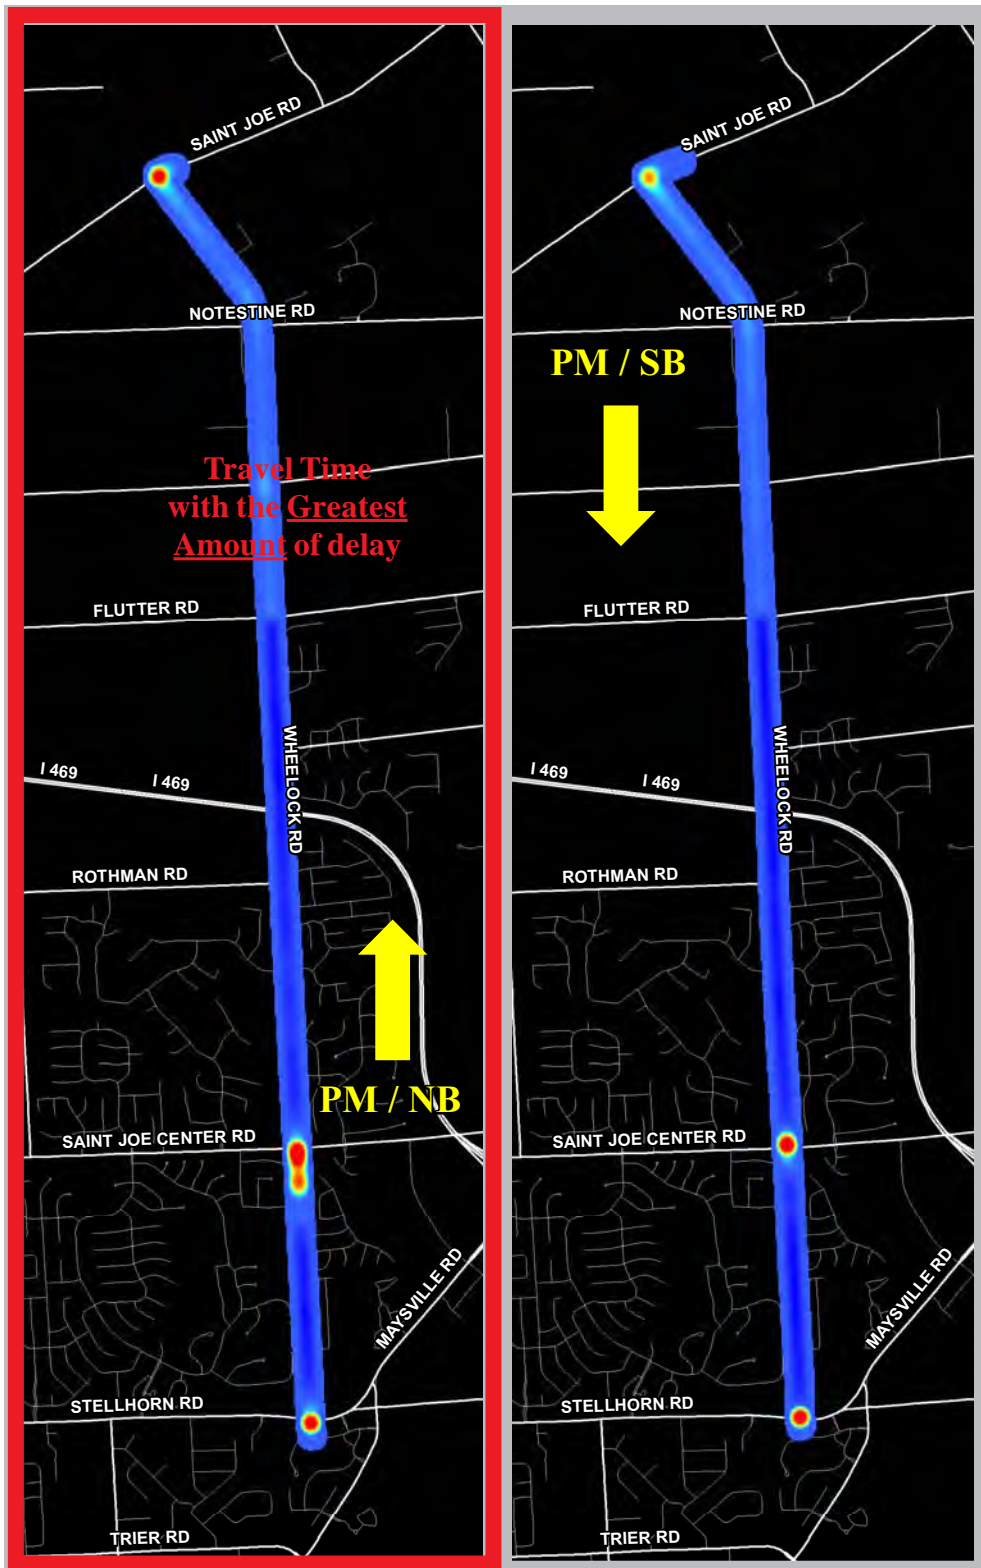 SAINT JOE RD
NOTESTINE RD
Travel Time
with the Greatest
Amount of delay
FLUTTER RD
WHEELOCK RD
I 469
I 469
ROTHMAN RD
PM / NB
SAINT JOE CENTER RD
MAYSVILLE RD
STELLHORN RD
TRIER RD
SAINT JOE RD
NOTESTINE RD
PM / SB
FLUTTER RD
WHEELOCK RD
I 469
I 469
ROTHMAN RD
SAINT JOE CENTER RD
MAYSVILLE RD
STELLHORN RD
TRIER RD